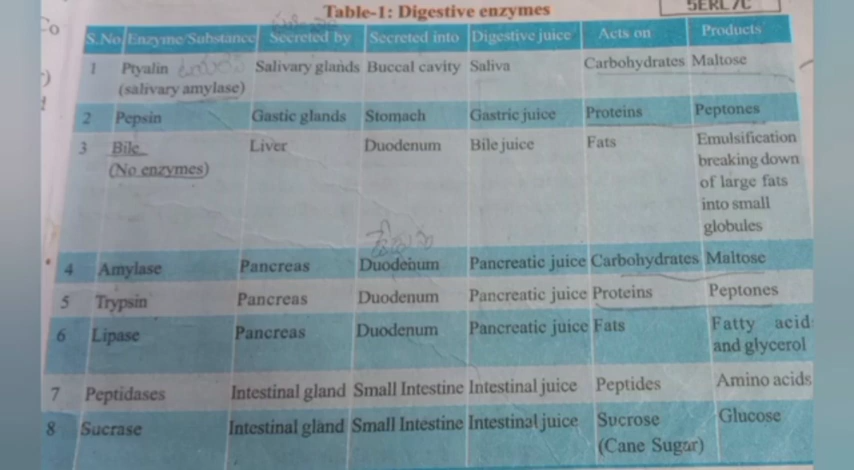 Co
5ERL7C
Table-1: Digestive enzymes
S.No Enzyme/Substance Secreted by Secreted into Digestive juice Acts on Products
1 Ptyalin Salivary glands Buccal cavity Saliva Carbohydrates Maltose
(salivary amylase)
2 Pepsin Gastic glands Stomach Gastric juice Proteins Peptones
3 Bile Liver Duodenum Bile juice Fats Emulsification
(No enzymes) breaking down
of large fats
into small
globules
4 Amylase Pancreas Duodenum Pancreatic juice Carbohydrates Maltose
5 Trypsin Pancreas Duodenum Pancreatic juice Proteins Peptones
6 Lipase Pancreas Duodenum Pancreatic juice Fats Fatty acid
and glycerol
7 Peptidases Intestinal gland Small Intestine Intestinal juice Peptides Amino acids
8 Sucrase Intestinal gland Small Intestine Intestinal juice Sucrose Glucose
(Cane Sugar)